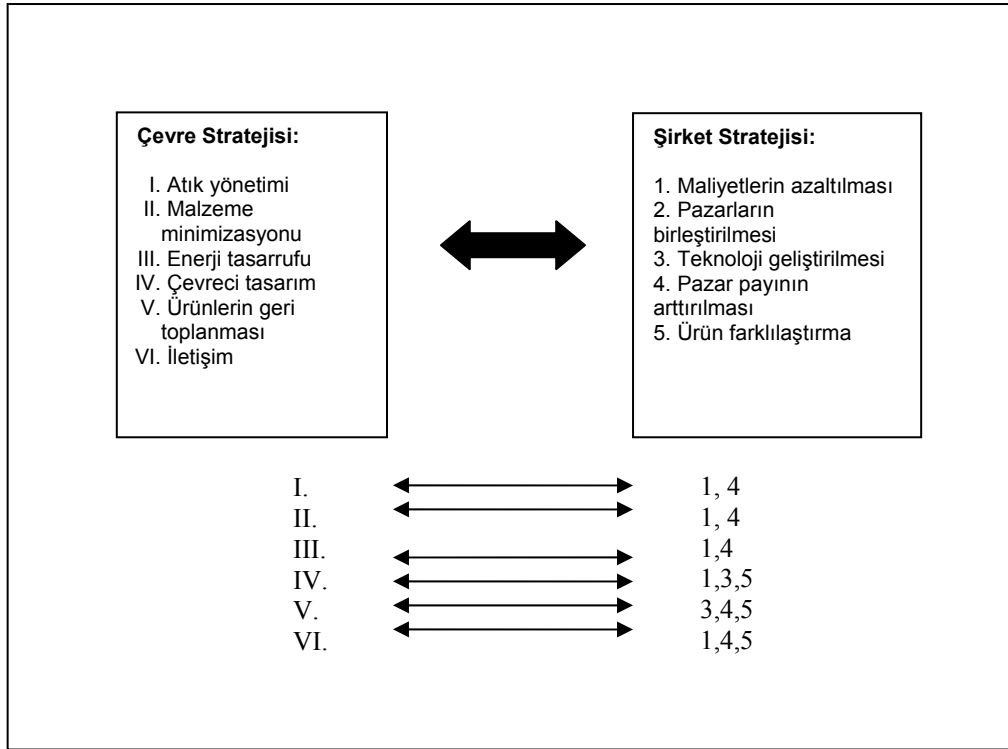 Çevre Stratejisi:
I. Atık yönetimi
II. Malzeme
minimizasyonu
III. Enerji tasarrufu
IV. Çevreci tasarım
V. Ürünlerin geri
toplanması
VI. İletişim
Şirket Stratejisi:
1. Maliyetlerin azaltılması
2. Pazarların
birleştirilmesi
3. Teknoloji geliştirilmesi
4. Pazar payının
arttırılması
5. Ürün farklılaştırma
I. 1, 4
II. 1, 4
III. 1,4
IV. 1,3,5
V. 3,4,5
VI. 1,4,5